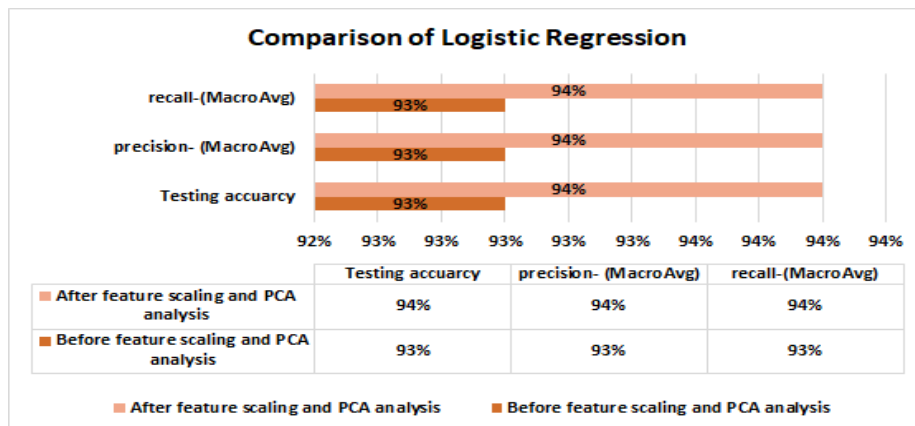 Comparison of Logistic Regression
recall-(MacroAvg)
94%
93%
precision- (MacroAvg)
94%
93%
Testing accuarcy
94%
93%
92% 93% 93% 93% 93% 93% 94% 94% 94% 94%
Testing accuarcy precision- (MacroAvg) recall-(MacroAvg)
After feature scaling and PCA
analysis
94% 94% 94%
Before feature scaling and PCA
analysis
93% 93% 93%
After feature scaling and PCA analysis Before feature scaling and PCA analysis